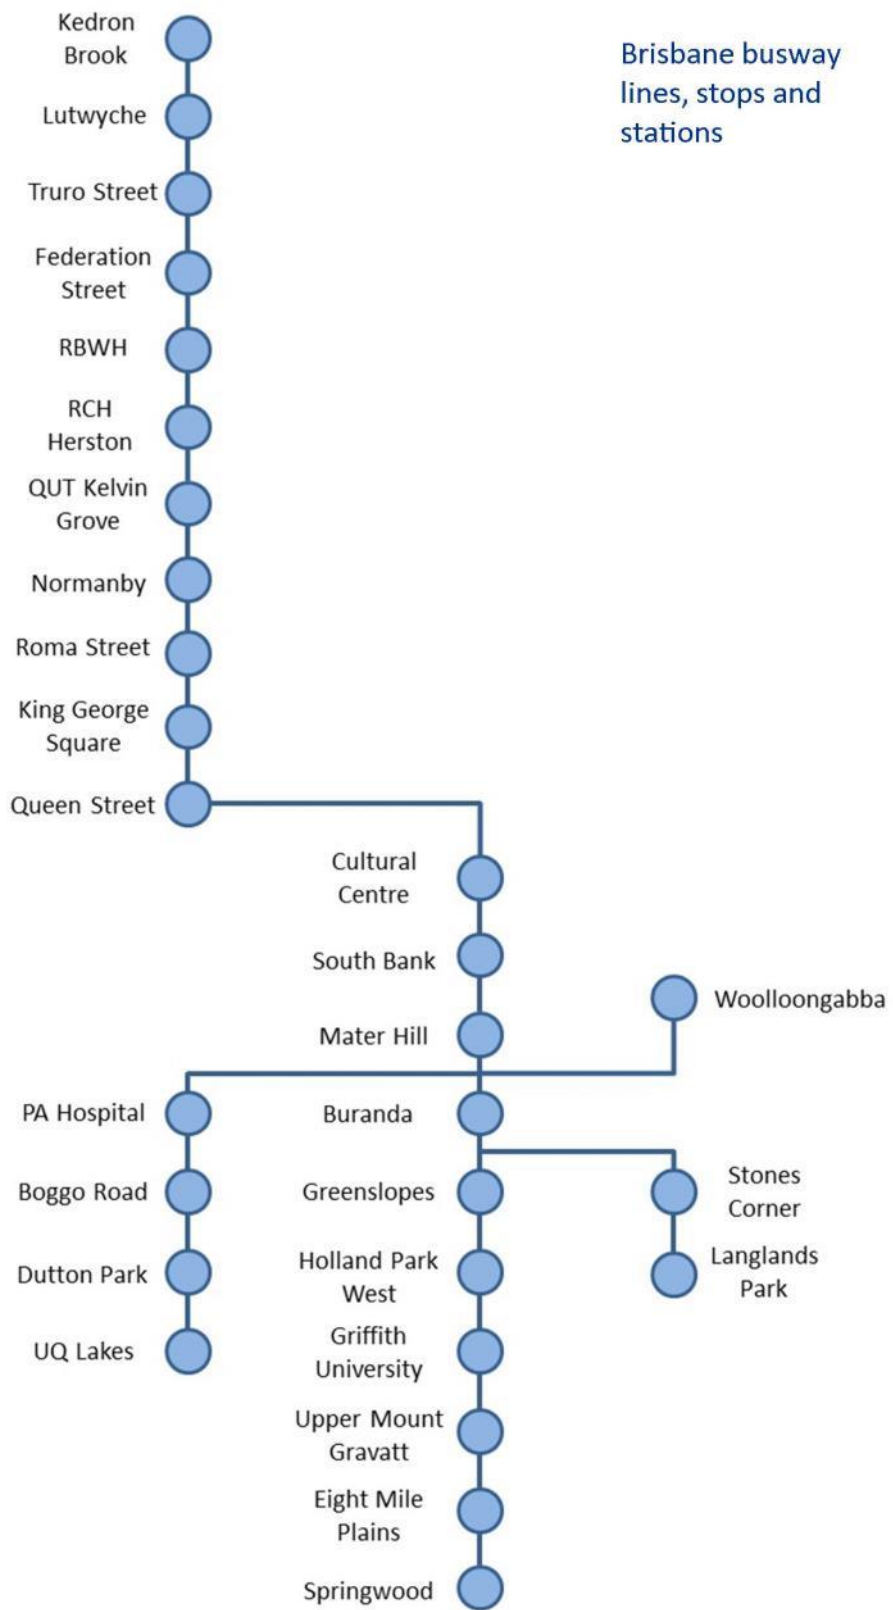 Brisbane busway
lines, stops and
stations
Kedron
Brook
Lutwyche
Truro Street
Federation
Street
RBWH
RCH
Herston
QUT Kelvin
Grove
Normanby
Roma Street
King George
Square
Queen Street
Cultural
Centre
South Bank
Mater Hill
Woolloongabba
PA Hospital
Boggo Road
Dutton Park
UQ Lakes
Buranda
Greenslopes
Holland Park
West
Griffith
University
Upper Mount
Gravatt
Eight Mile
Plains
Springwood
Stones
Corner
Langlands
Park